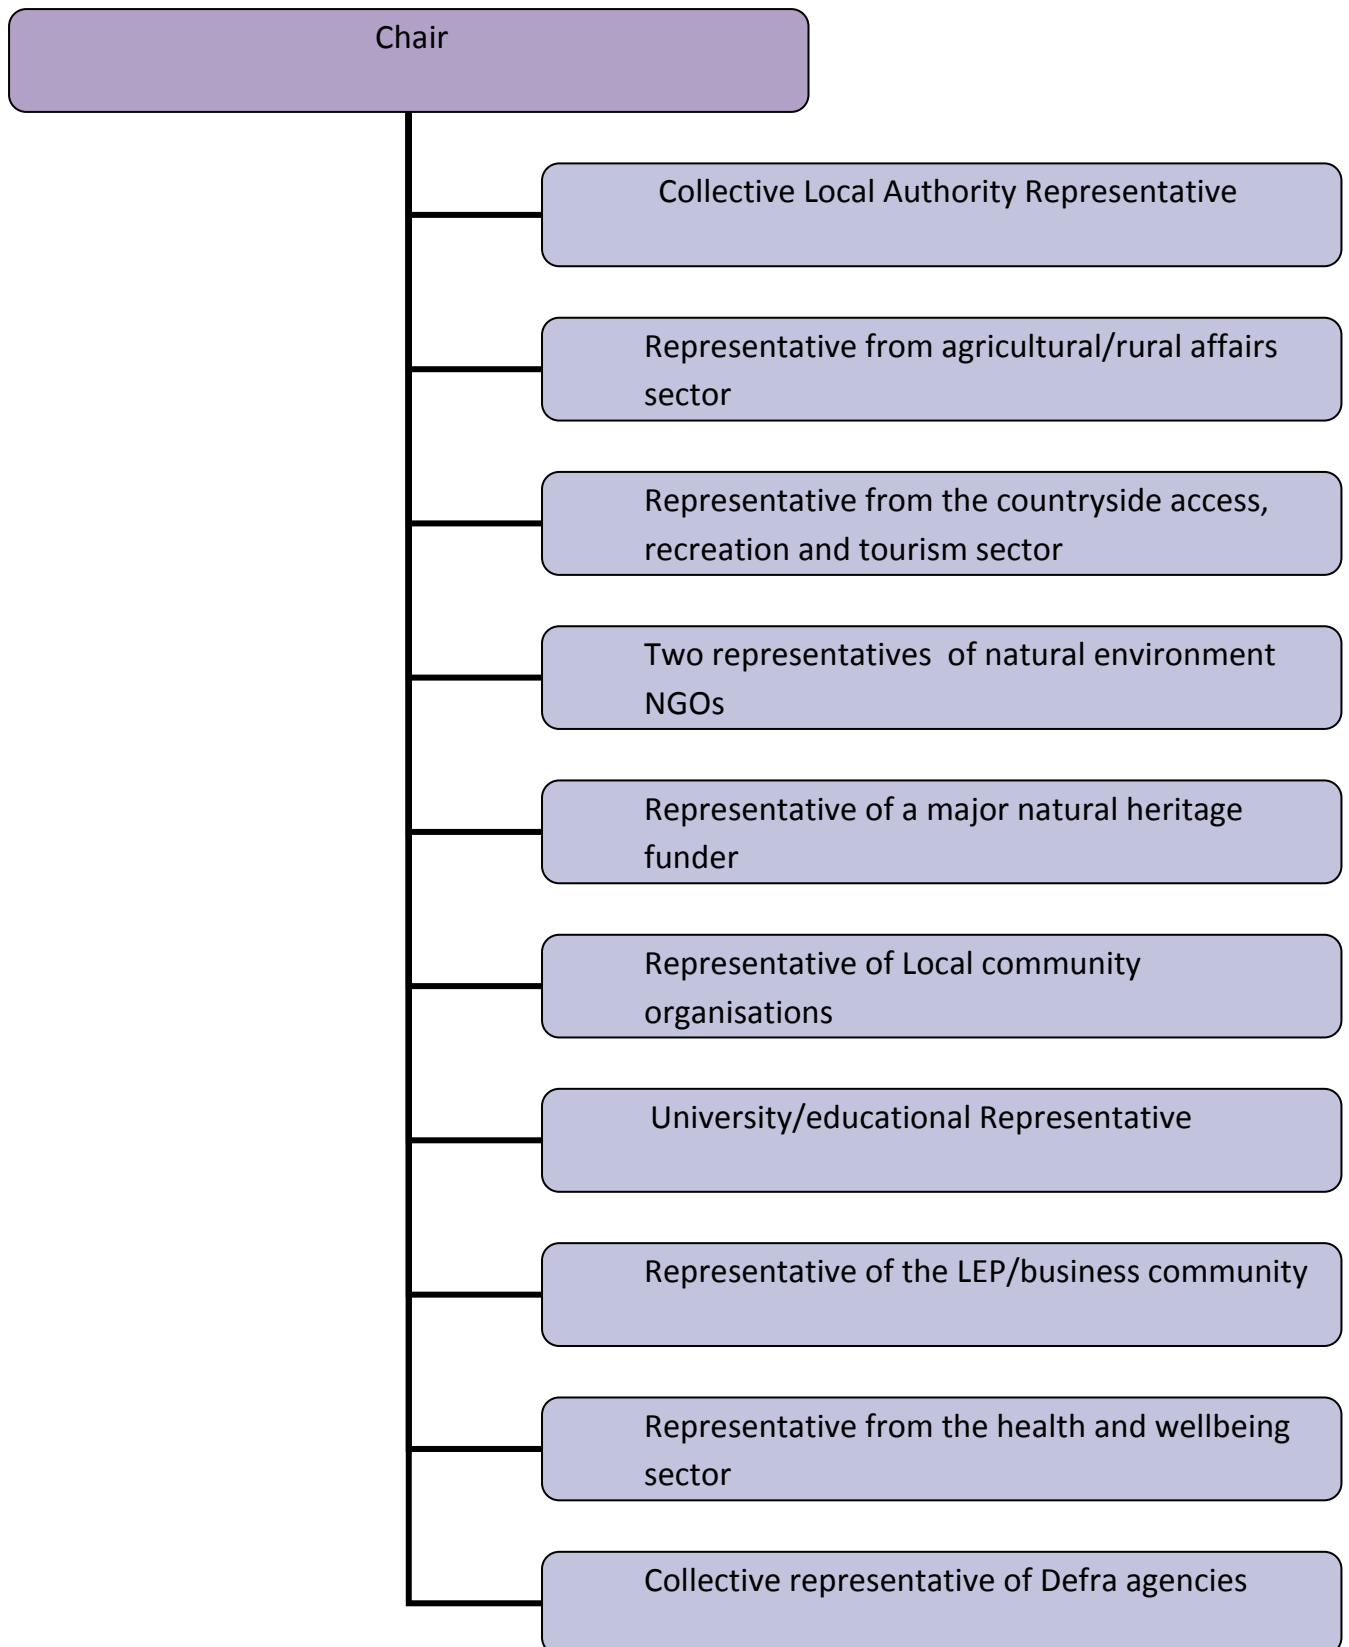 Chair
Collective Local Authority Representative
Representative from agricultural/rural affairs
sector
Representative from the countryside access,
recreation and tourism sector
Two representatives  of natural environment
NGOs
Representative of a major natural heritage
funder
Representative of Local community
organisations
University/educational Representative
Representative of the LEP/business community
Representative from the health and wellbeing
sector
Collective representative of Defra agencies